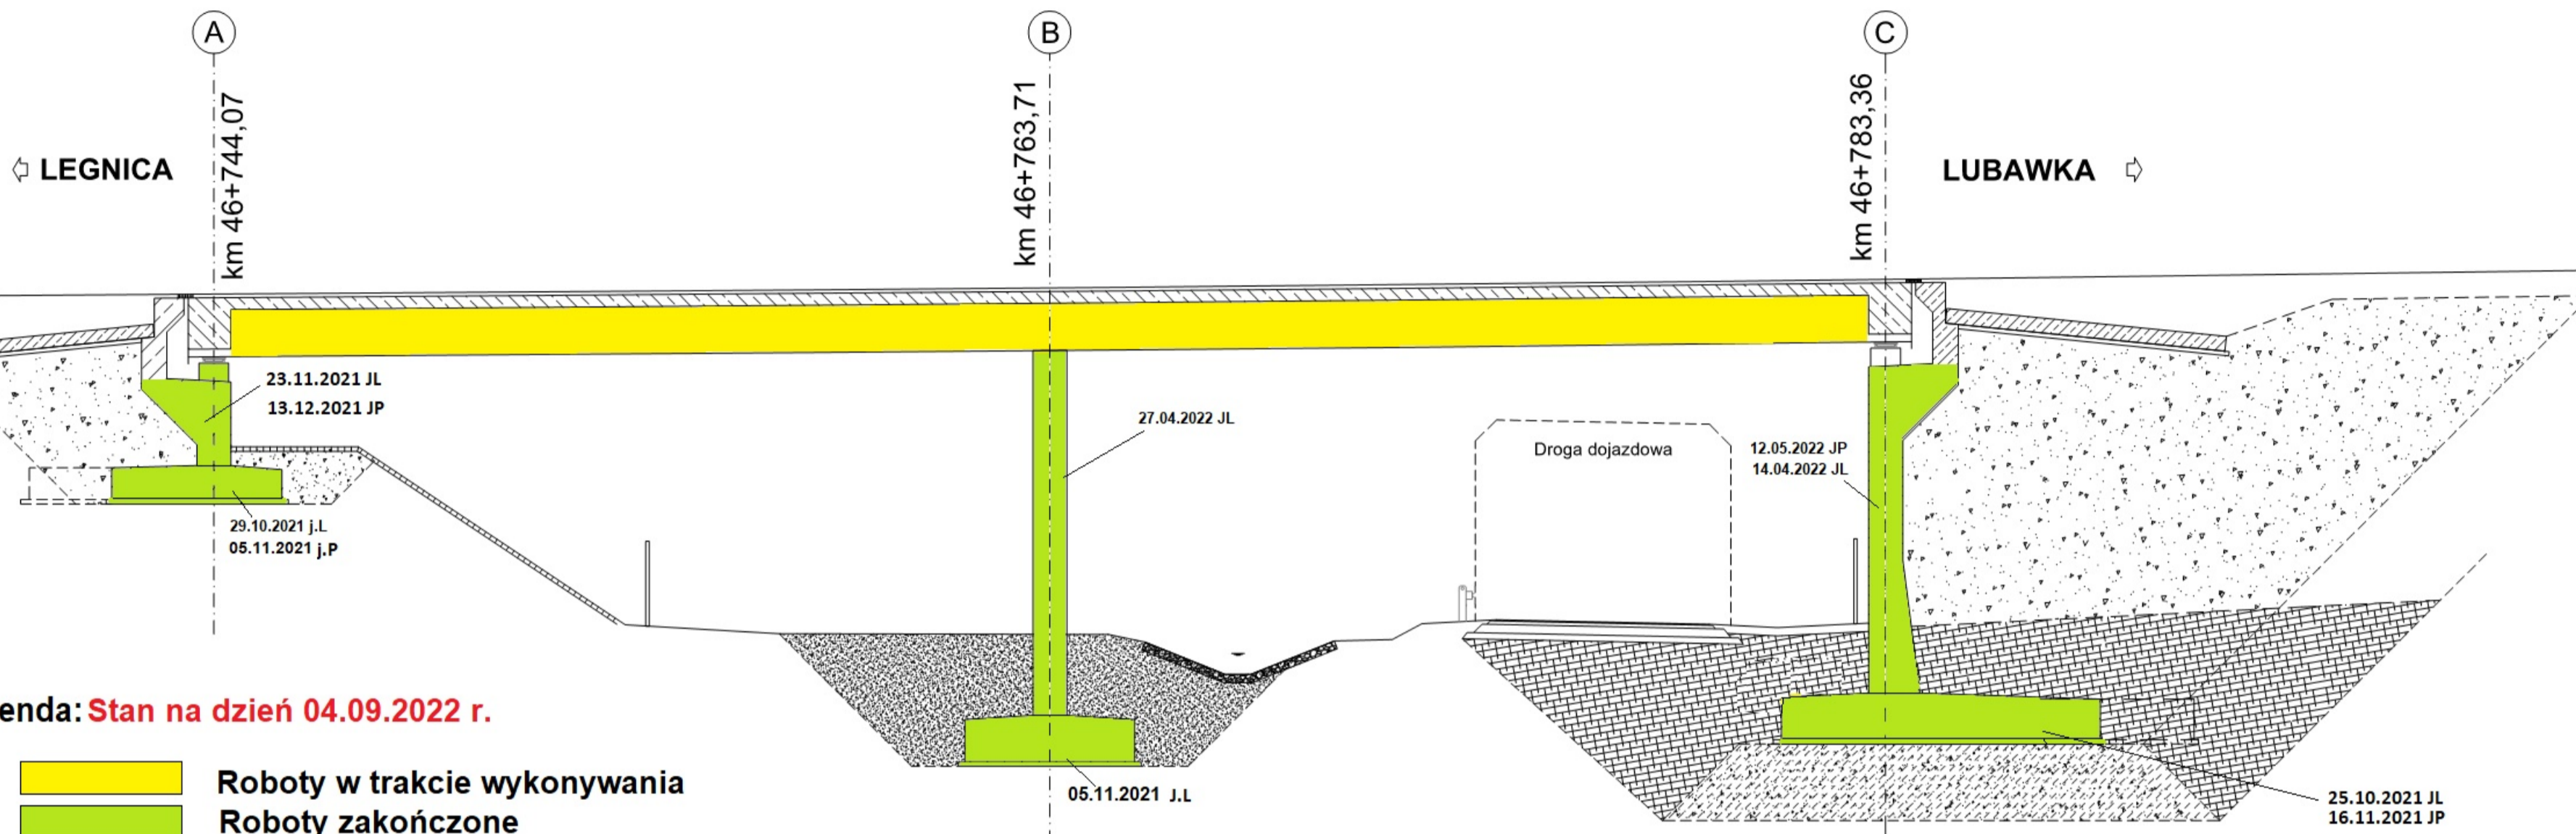 A
B
C
km 46+744,07
km 46+763,71
km 46+783,36
LEGNICA
LUBAWKA
23.11.2021 JL
13.12.2021 JP
27.04.2022 JL
Droga dojazdowa
12.05.2022 JP
14.04.2022 JL
29.10.2021 j.L
05.11.2021 j.P
enda: Stan na dzień 04.09.2022 r.
Roboty w trakcie wykonywania
Roboty zakończone
05.11.2021 J.L
25.10.2021 JL
16.11.2021 JP